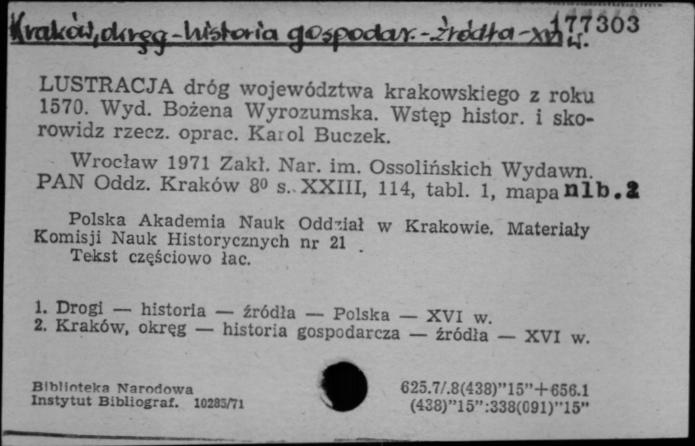 Kraków, okręg - historia gospodar. - źródła - XVI w.
177303
LUSTRACJA dróg województwa krakowskiego z roku
1570. Wyd. Bożena Wyrozumska. Wstęp histor. i sko-
rowidz rzecz. oprac. Karol Buczek.
Wrocław 1971 Zakł. Nar. im. Ossolińskich Wydawn.
PAN Oddz. Kraków 8⁰ s. XXIII, 114, tabl. 1, mapa nlb. 2
Polska Akademia Nauk Oddział w Krakowie. Materiały
Komisji Nauk Historycznych nr 21
Tekst częściowo łac.
1. Drogi — historia — źródła — Polska — XVI w.
2. Kraków, okręg — historia gospodarcza — źródła — XVI w.
Biblioteka Narodowa
Instytut Bibliograf. 10283/71
625.7/.8(438)"15"+656.1
(438)"15":338(091)"15"